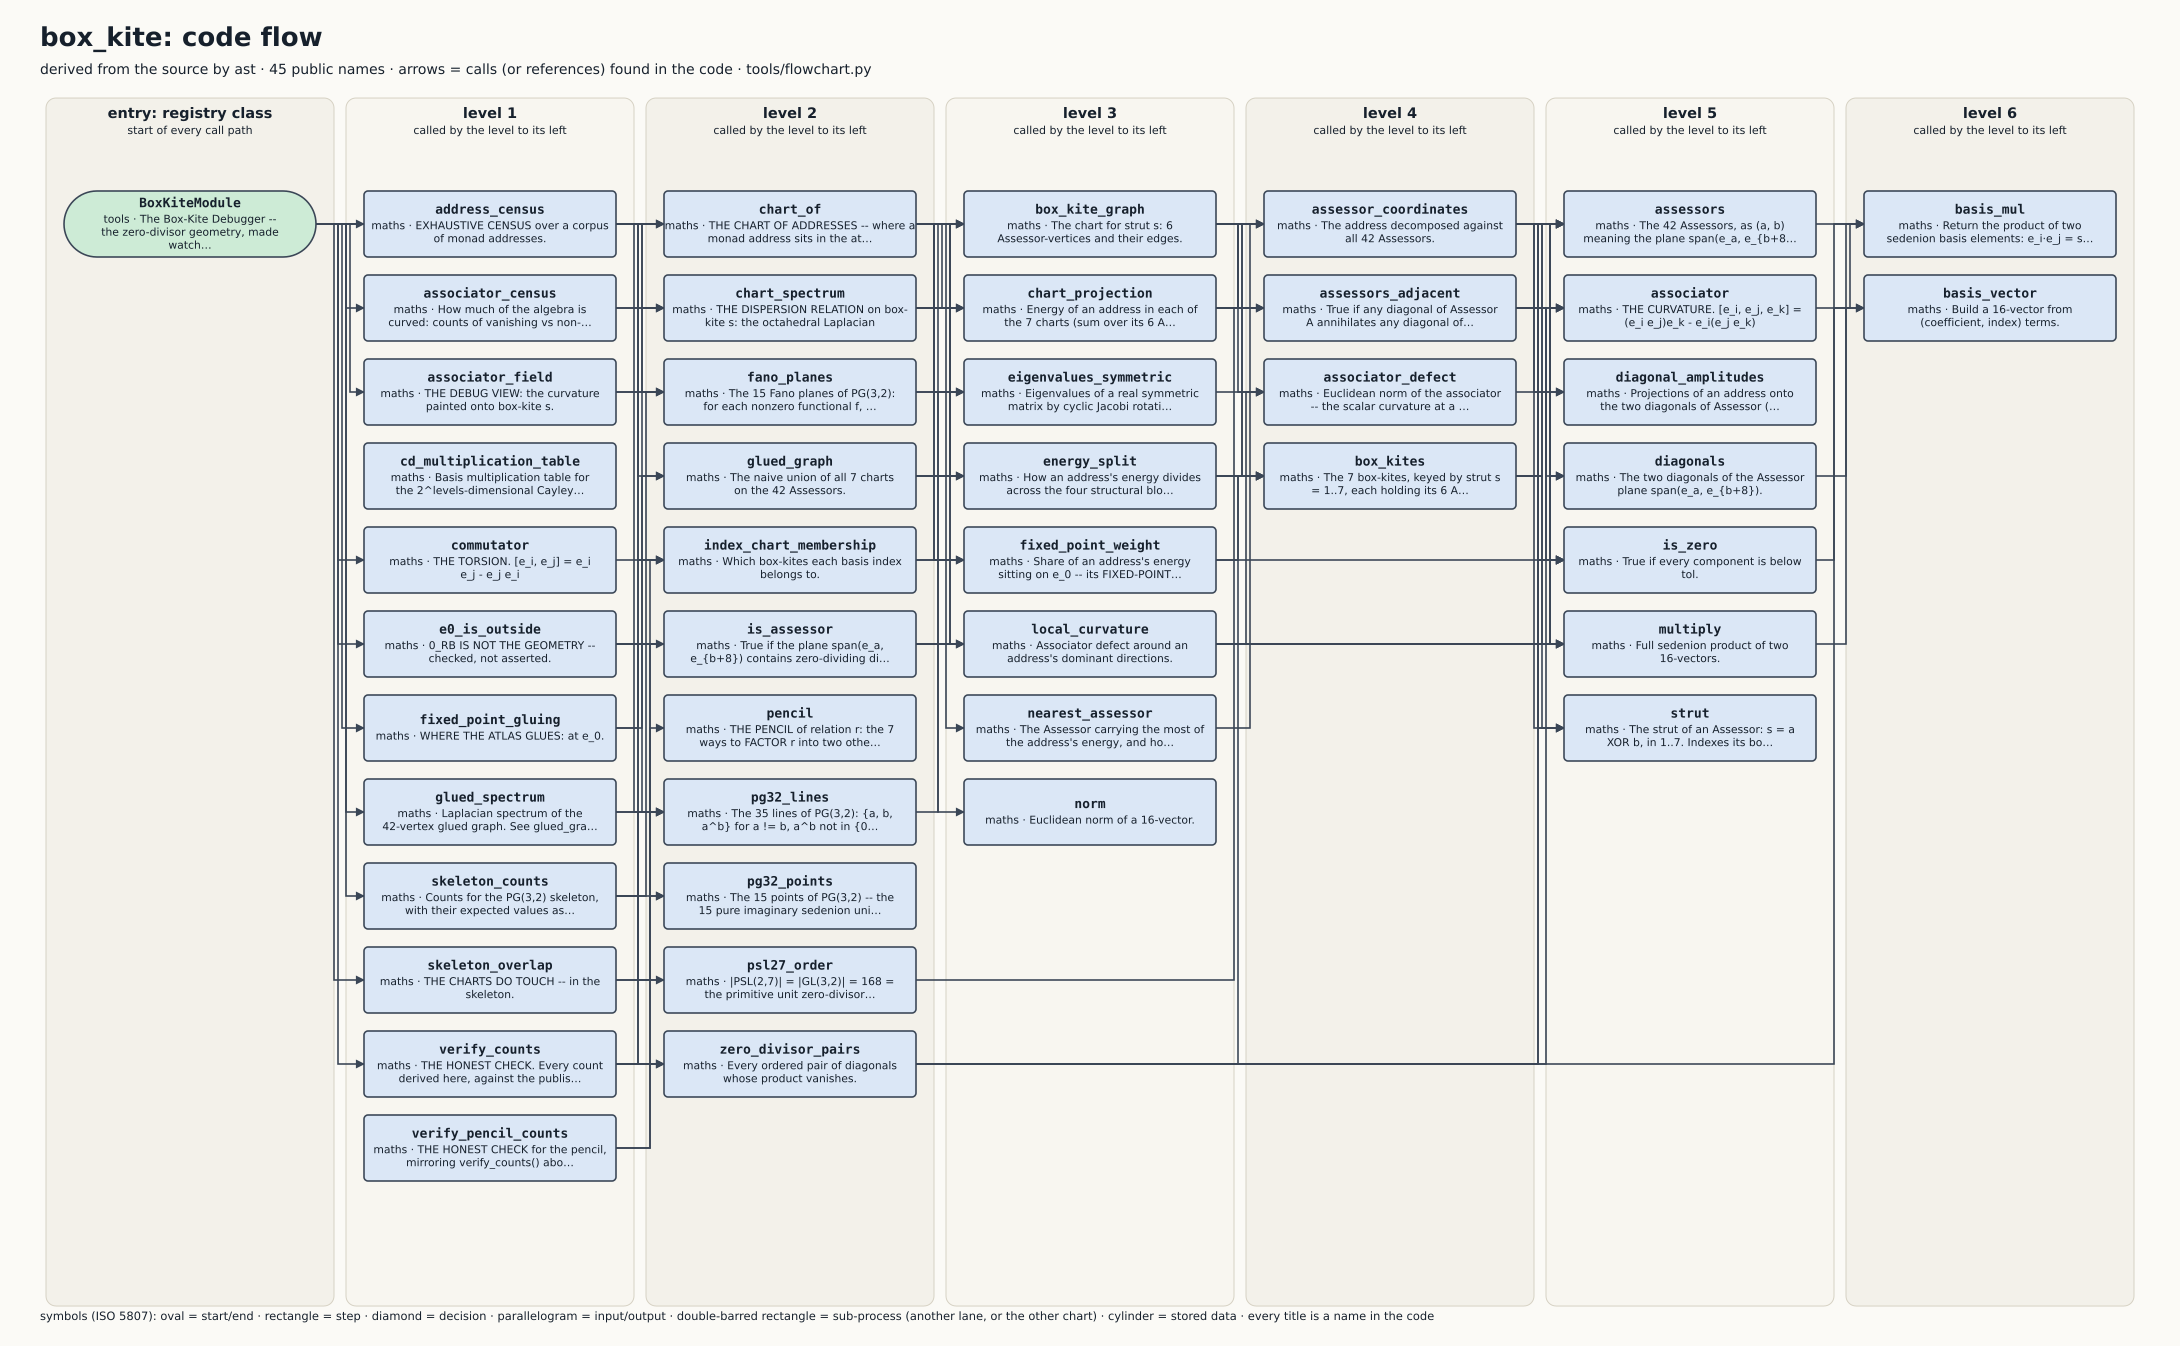 box_kite: code flow
derived from the source by ast · 45 public names · arrows = calls (or references) found in the code · tools/flowchart.py
entry: registry class
start of every call path
BoxKiteModule
tools · The Box-Kite Debugger --
the zero-divisor geometry, made
watch…
level 1
called by the level to its left
address_census
maths · EXHAUSTIVE CENSUS over a corpus
of monad addresses.
associator_census
maths · How much of the algebra is
curved: counts of vanishing vs non-…
associator_field
maths · THE DEBUG VIEW: the curvature
painted onto box-kite s.
cd_multiplication_table
maths · Basis multiplication table for
the 2^levels-dimensional Cayley…
commutator
maths · THE TORSION. [e_i, e_j] = e_i
e_j - e_j e_i
e0_is_outside
maths · 0_RB IS NOT THE GEOMETRY --
checked, not asserted.
fixed_point_gluing
maths · WHERE THE ATLAS GLUES: at e_0.
glued_spectrum
maths · Laplacian spectrum of the
42-vertex glued graph. See glued_gra…
skeleton_counts
maths · Counts for the PG(3,2) skeleton,
with their expected values as…
skeleton_overlap
maths · THE CHARTS DO TOUCH -- in the
skeleton.
verify_counts
maths · THE HONEST CHECK. Every count
derived here, against the publis…
verify_pencil_counts
maths · THE HONEST CHECK for the pencil,
mirroring verify_counts() abo…
level 2
called by the level to its left
chart_of
maths · THE CHART OF ADDRESSES -- where a
monad address sits in the at…
chart_spectrum
maths · THE DISPERSION RELATION on box-
kite s: the octahedral Laplacian
fano_planes
maths · The 15 Fano planes of PG(3,2):
for each nonzero functional f, …
glued_graph
maths · The naive union of all 7 charts
on the 42 Assessors.
index_chart_membership
maths · Which box-kites each basis index
belongs to.
is_assessor
maths · True if the plane span(e_a,
e_{b+8}) contains zero-dividing di…
pencil
maths · THE PENCIL of relation r: the 7
ways to FACTOR r into two othe…
pg32_lines
maths · The 35 lines of PG(3,2): {a, b,
a^b} for a != b, a^b not in {0…
pg32_points
maths · The 15 points of PG(3,2) -- the
15 pure imaginary sedenion uni…
psl27_order
maths · |PSL(2,7)| = |GL(3,2)| = 168 =
the primitive unit zero-divisor…
zero_divisor_pairs
maths · Every ordered pair of diagonals
whose product vanishes.
level 3
called by the level to its left
box_kite_graph
maths · The chart for strut s: 6
Assessor-vertices and their edges.
chart_projection
maths · Energy of an address in each of
the 7 charts (sum over its 6 A…
eigenvalues_symmetric
maths · Eigenvalues of a real symmetric
matrix by cyclic Jacobi rotati…
energy_split
maths · How an address's energy divides
across the four structural blo…
fixed_point_weight
maths · Share of an address's energy
sitting on e_0 -- its FIXED-POINT…
local_curvature
maths · Associator defect around an
address's dominant directions.
nearest_assessor
maths · The Assessor carrying the most of
the address's energy, and ho…
norm
maths · Euclidean norm of a 16-vector.
level 4
called by the level to its left
assessor_coordinates
maths · The address decomposed against
all 42 Assessors.
assessors_adjacent
maths · True if any diagonal of Assessor
A annihilates any diagonal of…
associator_defect
maths · Euclidean norm of the associator
-- the scalar curvature at a …
box_kites
maths · The 7 box-kites, keyed by strut s
= 1..7, each holding its 6 A…
level 5
called by the level to its left
assessors
maths · The 42 Assessors, as (a, b)
meaning the plane span(e_a, e_{b+8…
associator
maths · THE CURVATURE. [e_i, e_j, e_k] =
(e_i e_j)e_k - e_i(e_j e_k)
diagonal_amplitudes
maths · Projections of an address onto
the two diagonals of Assessor (…
diagonals
maths · The two diagonals of the Assessor
plane span(e_a, e_{b+8}).
is_zero
maths · True if every component is below
tol.
multiply
maths · Full sedenion product of two
16-vectors.
strut
maths · The strut of an Assessor: s = a
XOR b, in 1..7. Indexes its bo…
level 6
called by the level to its left
basis_mul
maths · Return the product of two
sedenion basis elements: e_i·e_j = s…
basis_vector
maths · Build a 16-vector from
(coefficient, index) terms.
symbols (ISO 5807): oval = start/end · rectangle = step · diamond = decision · parallelogram = input/output · double-barred rectangle = sub-process (another lane, or the other chart) · cylinder = stored data · every title is a name in the code